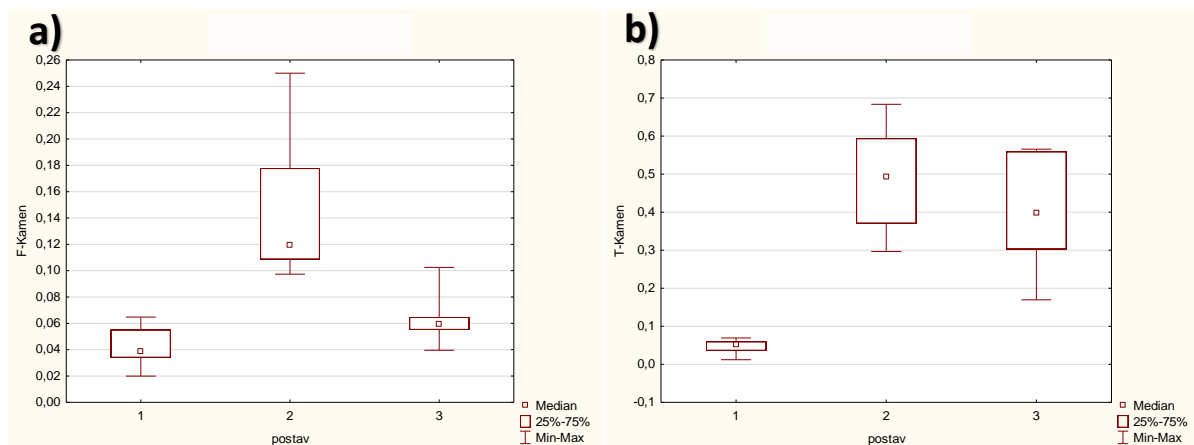 a)
0,26
0,24
0,22
0,20
0,18
0,16
0,14
0,12
0,10
0,08
0,06
0,04
0,02
0,00
F-Kamen
1 2 3
postav
Median
25%-75%
Min-Max
b)
0,8
0,7
0,6
0,5
0,4
0,3
0,2
0,1
0,0
-0,1
T-Kamen
1 2 3
postav
Median
25%-75%
Min-Max